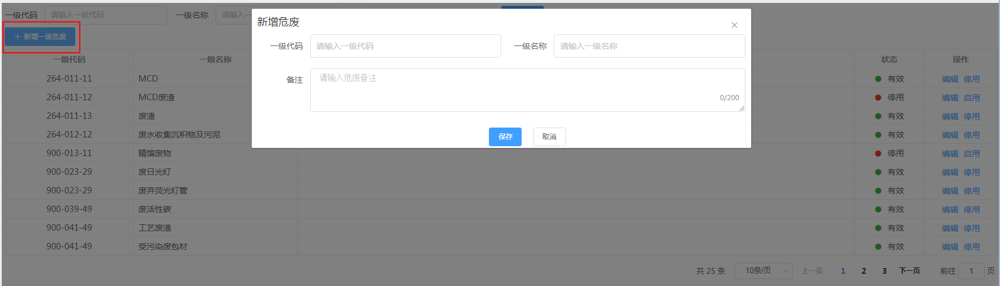 一级代码 请输入一级代码 一级名称 请输入一
新增一级危废
新增危废
一级代码 请输入一级代码 一级名称 请输入一级名称
备注 请输入危废备注
0/200
保存 取消
一级代码 一级名称 状态 操作
264-011-11 MCD 有效 编辑 停用
264-011-12 MCD废渣 停用 编辑 启用
264-011-13 废渣 有效 编辑 停用
264-012-12 废水收集沉积物及污泥 有效 编辑 停用
900-013-11 精馏废物 停用 编辑 启用
900-023-29 废日光灯 有效 编辑 停用
900-023-29 废弃荧光灯管 有效 编辑 停用
900-039-49 废活性碳 有效 编辑 停用
900-041-49 工艺废渣 有效 编辑 停用
900-041-49 受污染废包材 有效 编辑 停用
共 25 条 10条/页 上一页 1 2 3 下一页 前往 1 页